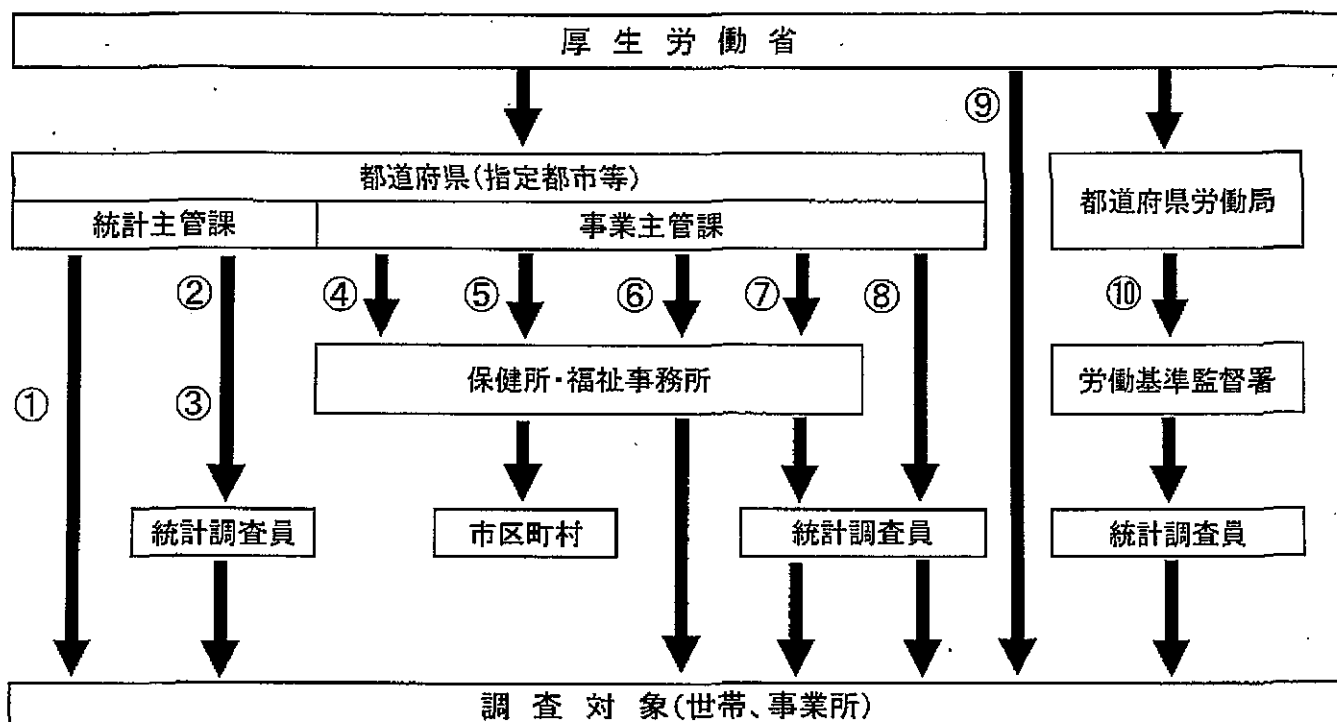 厚生労働省
⑨
都道府県(指定都市等)
統計主管課
事業主管課
都道府県労働局
①
②
③
④
⑤
⑥
⑦
⑧
⑩
保健所・福祉事務所
労働基準監督署
統計調査員
市区町村
統計調査員
統計調査員
調査対象(世帯、事業所)